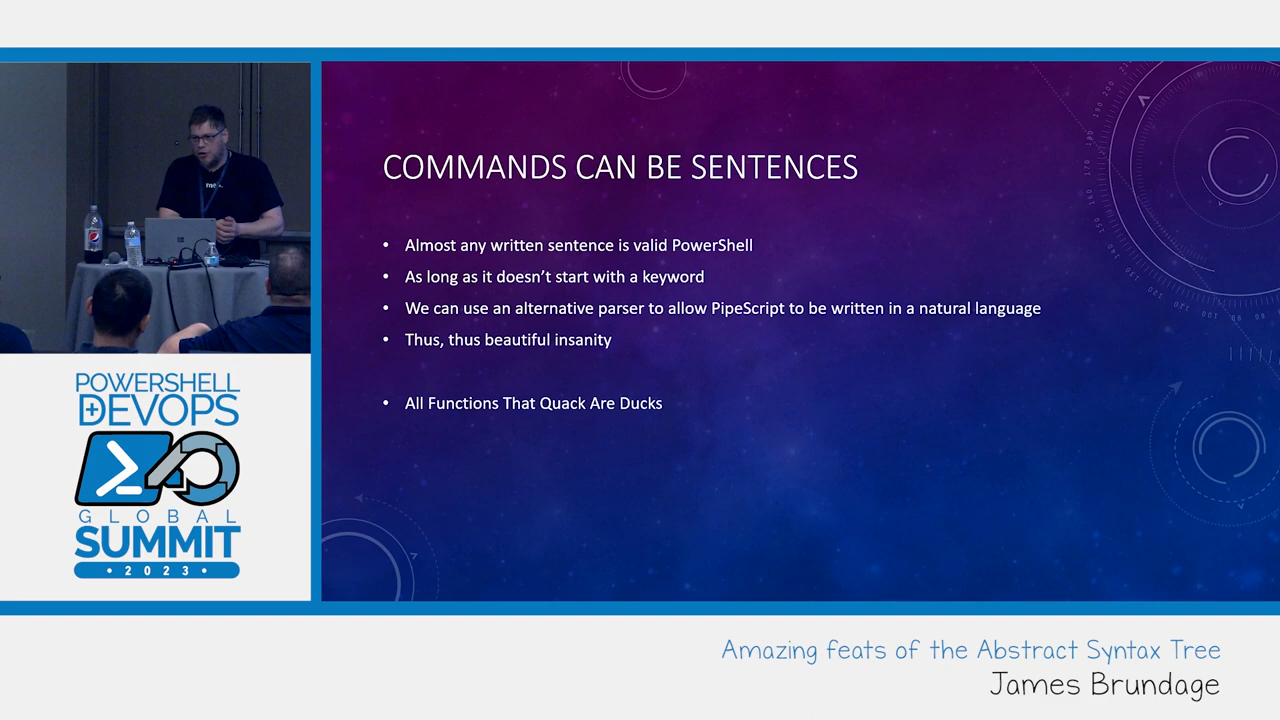 COMMANDS CAN BE SENTENCES
• Almost any written sentence is valid PowerShell
• As long as it doesn't start with a keyword
• We can use an alternative parser to allow PipeScript to be written in a natural language
• Thus, thus beautiful insanity
• All Functions That Quack Are Ducks
POWERSHELL
DEVOPS
GLOBAL
SUMMIT
• 2023 •
Amazing feats of the Abstract Syntax Tree
James Brundage